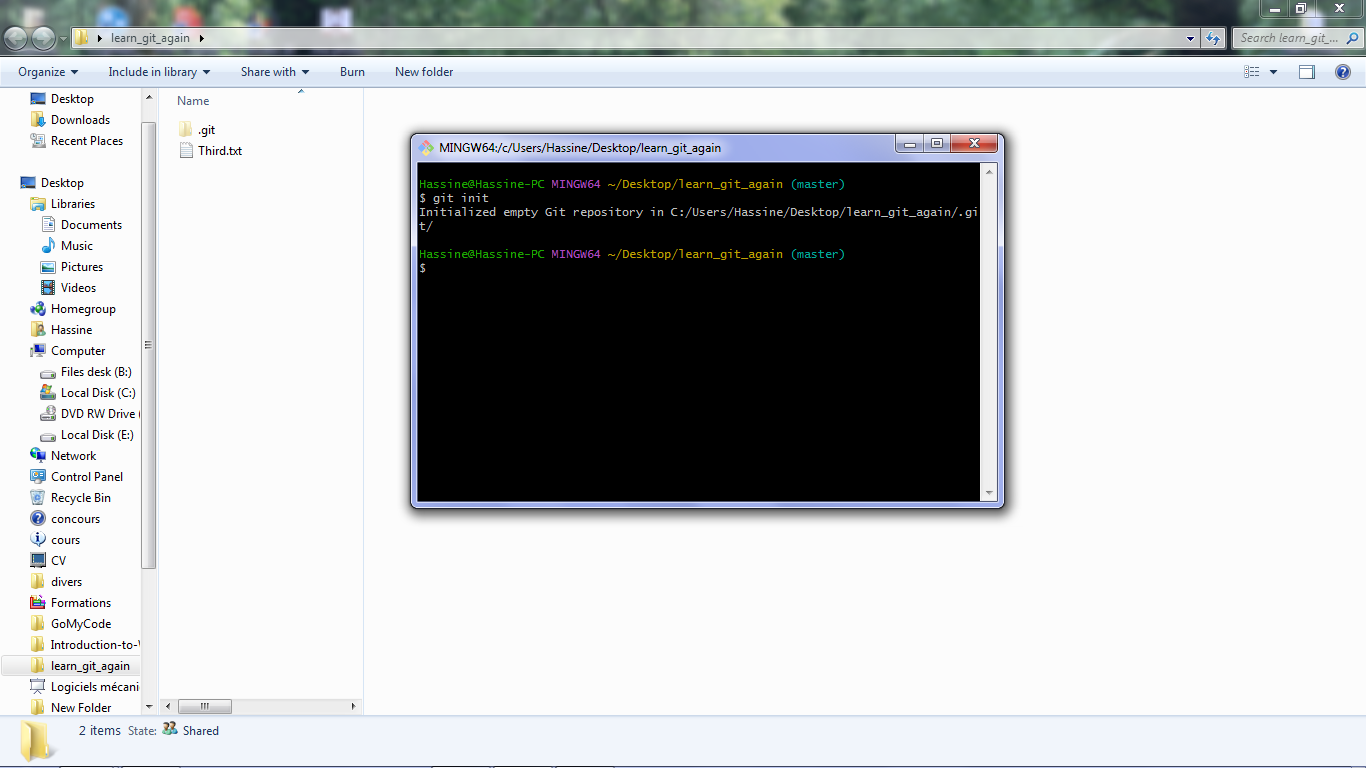 learn_git_again
Search learn_git_...
Organize
Include in library
Share with
Burn
New folder
Desktop
Downloads
Recent Places
Desktop
Libraries
Documents
Music
Pictures
Videos
Homegroup
Hassine
Computer
Files desk (B:)
Local Disk (C:)
DVD RW Drive (
Local Disk (E:)
Network
Control Panel
Recycle Bin
concours
cours
CV
divers
Formations
GoMyCode
Introduction-to-
learn_git_again
Logiciels mécani
New Folder
Name
.git
Third.txt
MINGW64:/c/Users/Hassine/Desktop/learn_git_again
Hassine@Hassine-PC MINGW64 ~/Desktop/learn_git_again (master)
$ git init
Initialized empty Git repository in C:/Users/Hassine/Desktop/learn_git_again/.gi
t/
Hassine@Hassine-PC MINGW64 ~/Desktop/learn_git_again (master)
$
2 items State: Shared